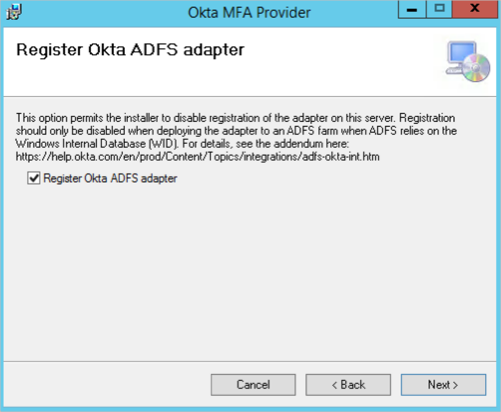 Okta MFA Provider
Register Okta ADFS adapter
This option permits the installer to disable registration of the adapter on this server. Registration
should only be disabled when deploying the adapter to an ADFS farm when ADFS relies on the
Windows Internal Database (WID). For details, see the addendum here:
https://help.okta.com/en/prod/Content/Topics/integrations/adfs-okta-int.htm
Register Okta ADFS adapter
Cancel
< Back
Next >